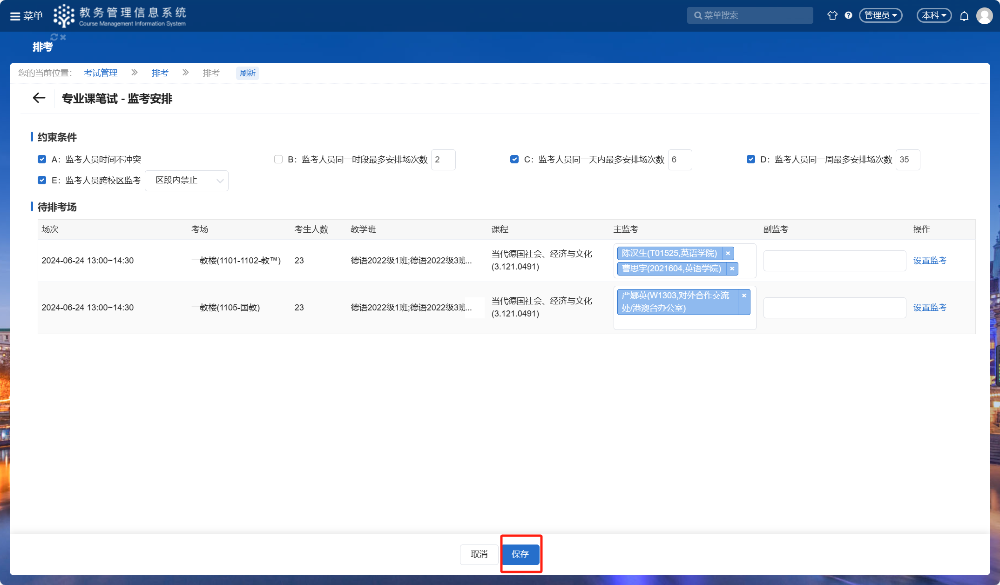 菜单
教务管理信息系统
Course Management Information System
菜单搜索
管理员
本科
排考
您的当前位置： 考试管理 » 排考 » 排考 刷新
专业课笔试 - 监考安排
约束条件
A：监考人员时间不冲突
B：监考人员同一时段最多安排场次数 2
C：监考人员同一天内最多安排场次数 6
D：监考人员同一周最多安排场次数 35
E：监考人员跨校区监考 区段内禁止
待排考场
场次 考场 考生人数 教学班 课程 主监考 副监考 操作
2024-06-24 13:00~14:30 一教楼(1101-1102-教™) 23 德语2022级1班;德语2022级3班...
当代德国社会、经济与文化
(3.121.0491)
陈汉生(T01525,英语学院) ×
曹思宇(2021604,英语学院) ×
设置监考
2024-06-24 13:00~14:30 一教楼(1105-国教) 23 德语2022级1班;德语2022级3班...
当代德国社会、经济与文化
(3.121.0491)
严娜英(W1303,对外合作交流 ×
处/港澳台办公室)
设置监考
取消 保存